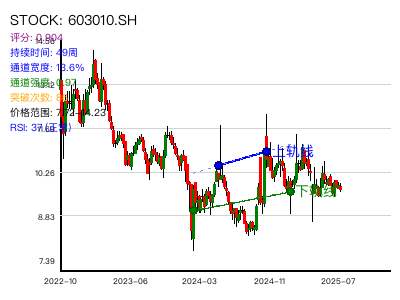 STOCK: 603010.SH
评分: 0.904
持续时间: 49周
通道宽度: 13.6%
通道强度: 0.97
突破次数:
价格范围:
RSI: 37 (正常)
上轨线
下轨线
10.26
8.83
7.39
2022-10
2023-06
2024-03
2024-11
2025-07